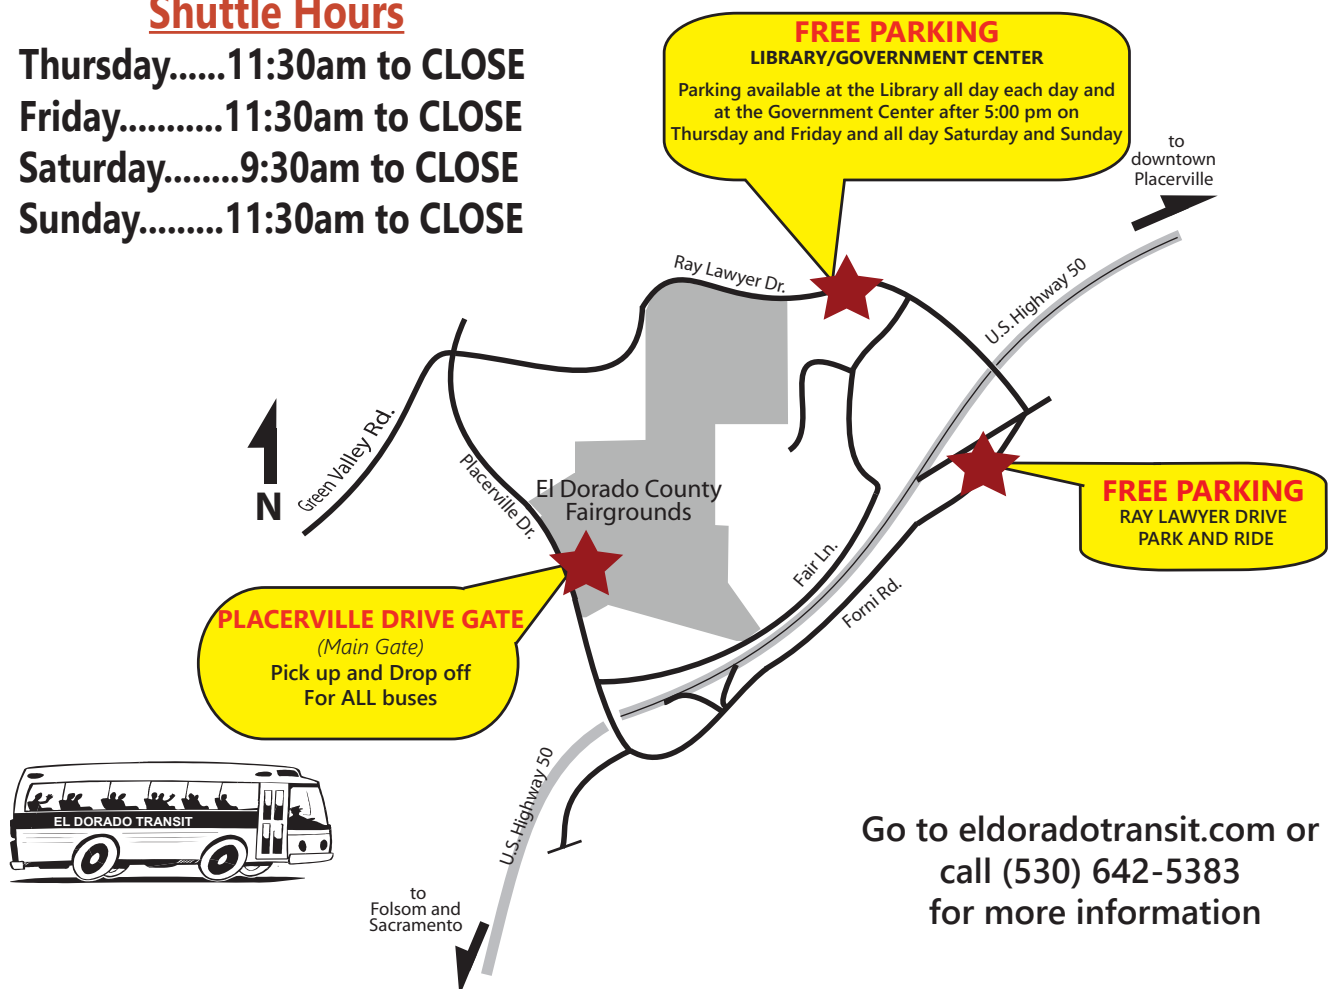 Shuttle Hours
Thursday......11:30am to CLOSE
Friday...........11:30am to CLOSE
Saturday........9:30am to CLOSE
Sunday.........11:30am to CLOSE
FREE PARKING
LIBRARY/GOVERNMENT CENTER
Parking available at the Library all day each day and
at the Government Center after 5:00 pm on
Thursday and Friday and all day Saturday and Sunday
to
downtown
Placerville
Ray Lawyer Dr.
U.S. Highway 50
Green Valley Rd.
N
Placerville Dr.
El Dorado County
Fairgrounds
FREE PARKING
RAY LAWYER DRIVE
PARK AND RIDE
Fair Ln.
Forni Rd.
PLACERVILLE DRIVE GATE
(Main Gate)
Pick up and Drop off
For ALL buses
U.S. Highway 50
EL DORADO TRANSIT
to
Folsom and
Sacramento
Go to eldoradotransit.com or
call (530) 642-5383
for more information